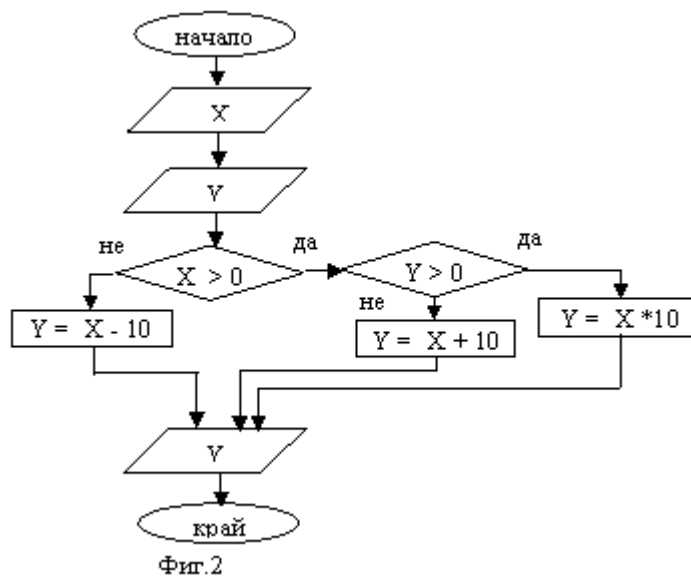 начало
X
Y
не
да
да
X > 0
Y > 0
не
Y = X - 10
Y = X + 10
Y = X *10
Y
край
Фиг.2